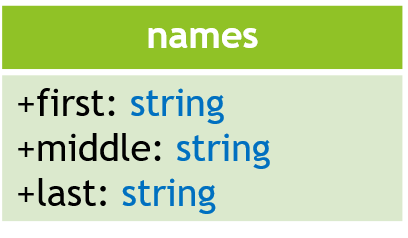 names
+first: string
+middle: string
+last: string